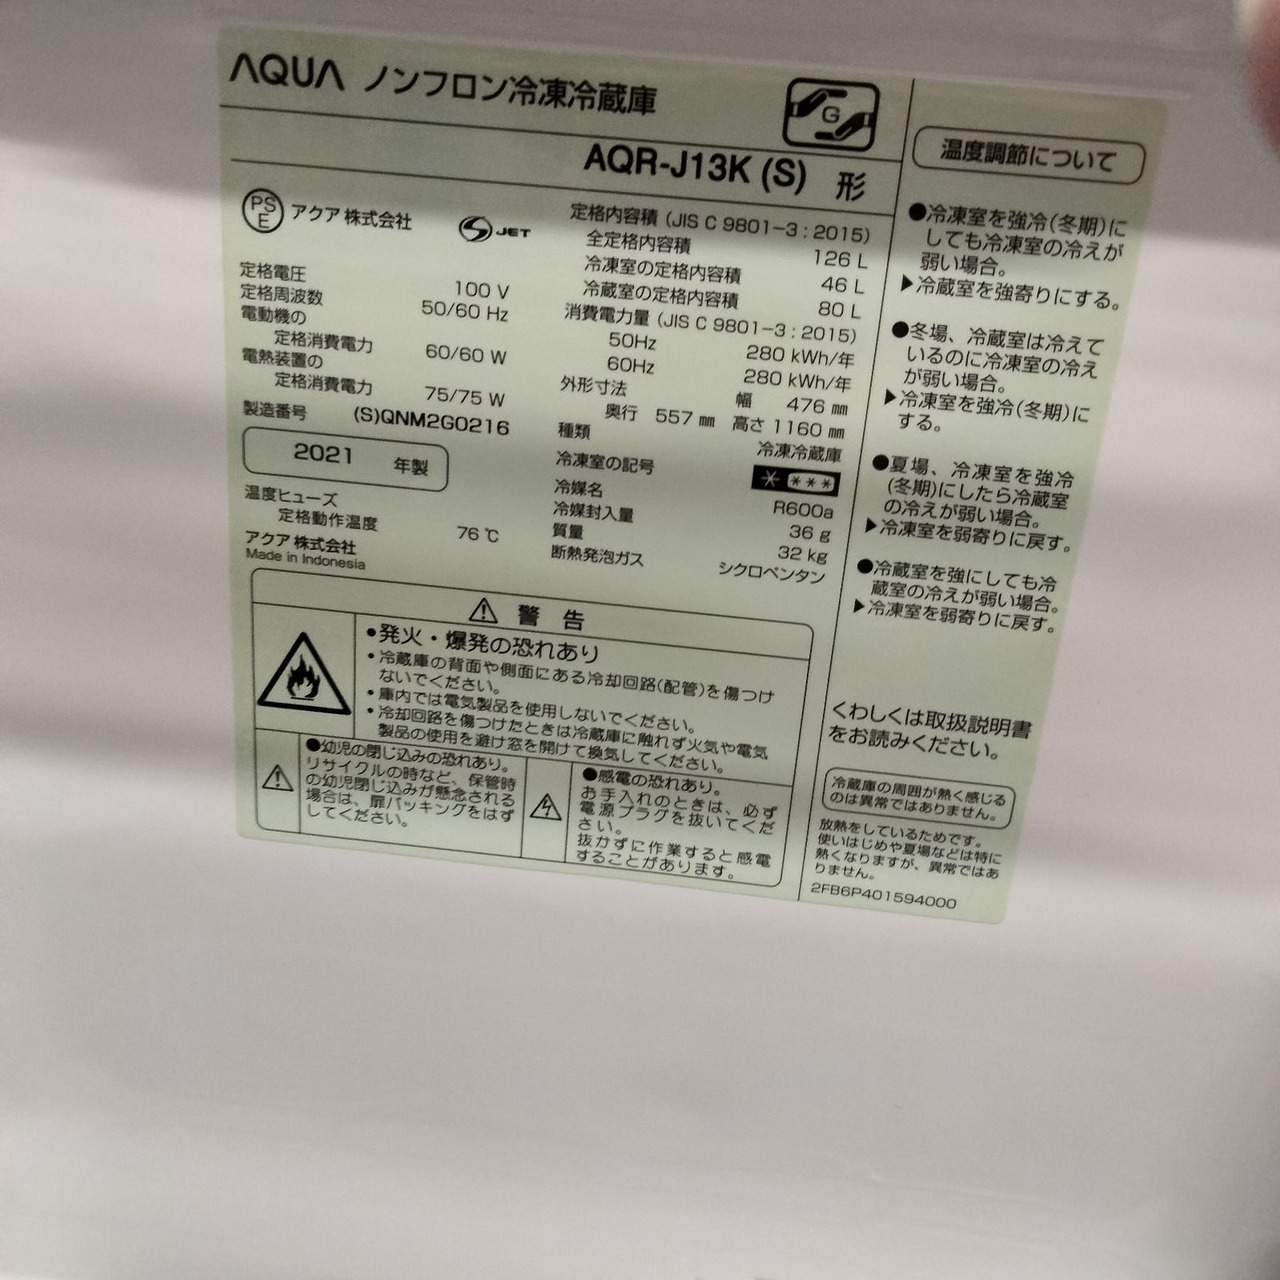 AQUA ノンフロン冷凍冷蔵庫
G
AQR-J13K (S) 形
PS
E
アクア 株式会社
S JET
定格電圧 100 V
定格周波数 50/60 Hz
電動機の
定格消費電力 60/60 W
電熱装置の
定格消費電力 75/75 W
製造番号 (S)QNM2G0216
2021 年製
温度ヒューズ
定格動作温度 76 ℃
アクア 株式会社
Made in Indonesia
定格内容積 (JIS C 9801-3 : 2015)
全定格内容積 126 L
冷凍室の定格内容積 46 L
冷蔵室の定格内容積 80 L
消費電力量 (JIS C 9801-3 : 2015)
50Hz 280 kWh/年
60Hz 280 kWh/年
外形寸法 幅 476 ㎜
奥行 557 ㎜ 高さ 1160 ㎜
種類 冷凍冷蔵庫
冷凍室の記号 * ***
冷媒名 R600a
冷媒封入量 36 g
質量 32 kg
断熱発泡ガス シクロペンタン
⚠ 警 告
•発火・爆発の恐れあり
•冷蔵庫の背面や側面にある冷却回路(配管)を傷つけ
ないでください。
•庫内では電気製品を使用しないでください。
•冷却回路を傷つけたときは冷蔵庫に触れず火気や電気
製品の使用を避け窓を開けて換気してください。
●幼児の閉じ込みの恐れあり。
リサイクルの時など、保管時
の幼児閉じ込みが懸念される
場合は、扉パッキングをはず
してください。
●感電の恐れあり。
お手入れのときは、必ず
電源プラグを抜いてくだ
さい。
抜かずに作業すると感電
することがあります。
温度調節について
●冷凍室を強冷(冬期)に
しても冷凍室の冷えが
弱い場合。
▶冷蔵室を強寄りにする。
●冬場、冷蔵室は冷えて
いるのに冷凍室の冷え
が弱い場合。
▶冷凍室を強冷(冬期)に
する。
●夏場、冷凍室を強冷
(冬期)にしたら冷蔵室
の冷えが弱い場合。
▶冷凍室を弱寄りに戻す。
●冷蔵室を強にしても冷
蔵室の冷えが弱い場合。
▶冷凍室を弱寄りに戻す。
くわしくは取扱説明書
をお読みください。
冷蔵庫の周囲が熱く感じる
のは異常ではありません。
放熱をしているためです。
使いはじめや夏場などは特に
熱くなりますが、異常ではあ
りません。
2FB6P401594000